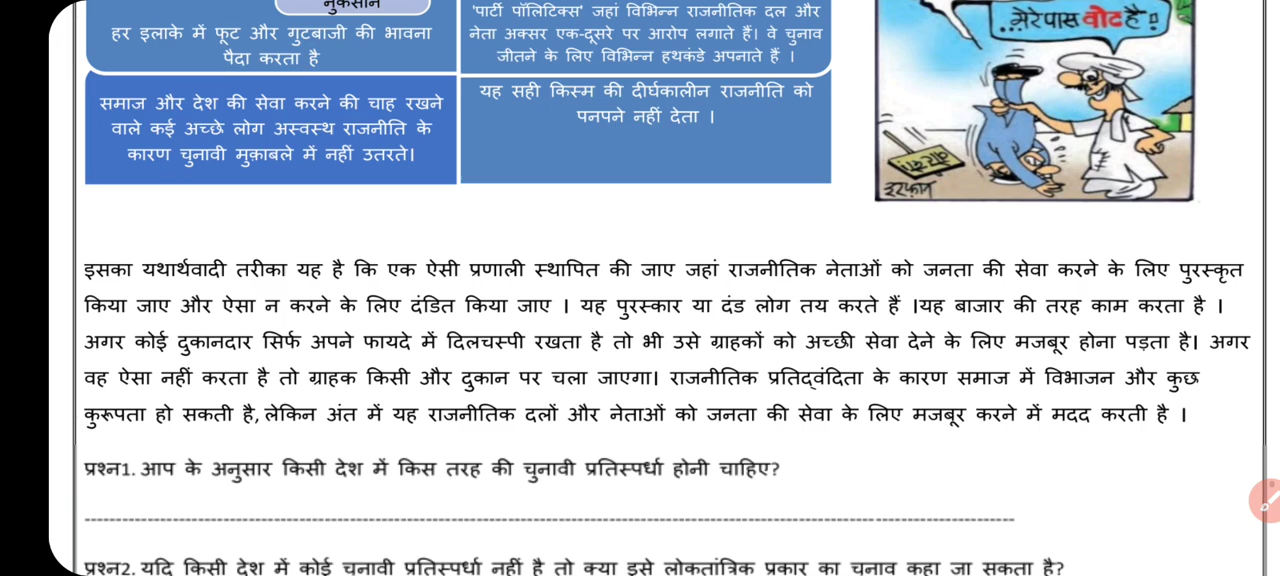 नुकसान
हर इलाके में फूट और गुटबाजी की भावना
पैदा करता है
'पार्टी पॉलिटिक्स' जहां विभिन्न राजनीतिक दल और
नेता अक्सर एक-दूसरे पर आरोप लगाते हैं। वे चुनाव
जीतने के लिए विभिन्न हथकंडे अपनाते हैं ।
समाज और देश की सेवा करने की चाह रखने
वाले कई अच्छे लोग अस्वस्थ राजनीति के
कारण चुनावी मुक़ाबले में नहीं उतरते।
यह सही किस्म की दीर्घकालीन राजनीति को
पनपने नहीं देता ।
...मेरे पास वोट है !
इरफ़ान
इसका यथार्थवादी तरीका यह है कि एक ऐसी प्रणाली स्थापित की जाए जहां राजनीतिक नेताओं को जनता की सेवा करने के लिए पुरस्कृत
किया जाए और ऐसा न करने के लिए दंडित किया जाए । यह पुरस्कार या दंड लोग तय करते हैं ।यह बाजार की तरह काम करता है ।
अगर कोई दुकानदार सिर्फ अपने फायदे में दिलचस्पी रखता है तो भी उसे ग्राहकों को अच्छी सेवा देने के लिए मजबूर होना पड़ता है। अगर
वह ऐसा नहीं करता है तो ग्राहक किसी और दुकान पर चला जाएगा। राजनीतिक प्रतिद्वंदिता के कारण समाज में विभाजन और कुछ
कुरूपता हो सकती है, लेकिन अंत में यह राजनीतिक दलों और नेताओं को जनता की सेवा के लिए मजबूर करने में मदद करती है ।
प्रश्न1. आप के अनुसार किसी देश में किस तरह की चुनावी प्रतिस्पर्धा होनी चाहिए?
प्रश्न2. यदि किसी देश में कोई चुनावी प्रतिस्पर्धा नहीं है तो क्या इसे लोकतांत्रिक प्रकार का चुनाव कहा जा सकता है?